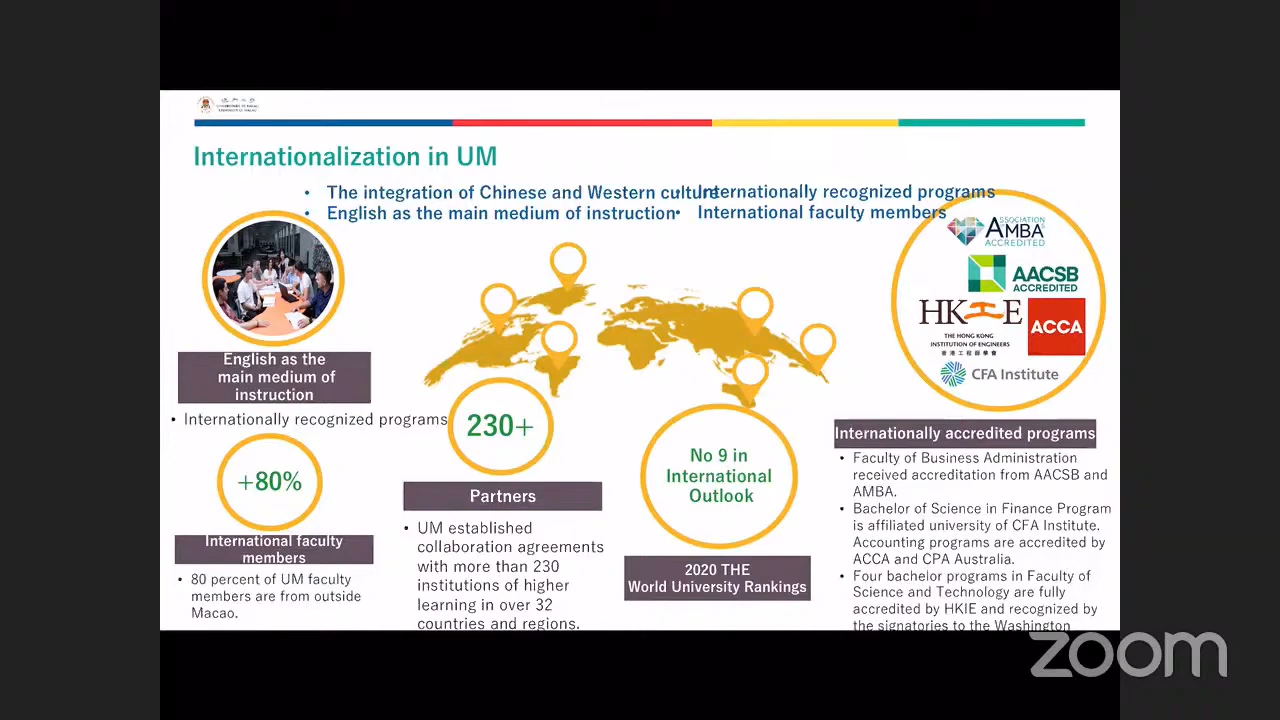 Internationalization in UM
• The integration of Chinese and Western culture
• English as the main medium of instruction
• Internationally recognized programs
• International faculty members
ASSOCIATION
AMBA
ACCREDITED
AACSB
ACCREDITED
HKIE
THE HONG KONG
INSTITUTION OF ENGINEERS
香港工程師學會
ACCA
CFA Institute
English as the
main medium of
instruction
• Internationally recognized programs
+80%
International faculty
members
• 80 percent of UM faculty
members are from outside
Macao.
230+
Partners
• UM established
collaboration agreements
with more than 230
institutions of higher
learning in over 32
countries and regions.
No 9 in
International
Outlook
2020 THE
World University Rankings
Internationally accredited programs
• Faculty of Business Administration
received accreditation from AACSB and
AMBA.
• Bachelor of Science in Finance Program
is affiliated university of CFA Institute.
Accounting programs are accredited by
ACCA and CPA Australia.
• Four bachelor programs in Faculty of
Science and Technology are fully
accredited by HKIE and recognized by
the signatories to the Washington
zoom